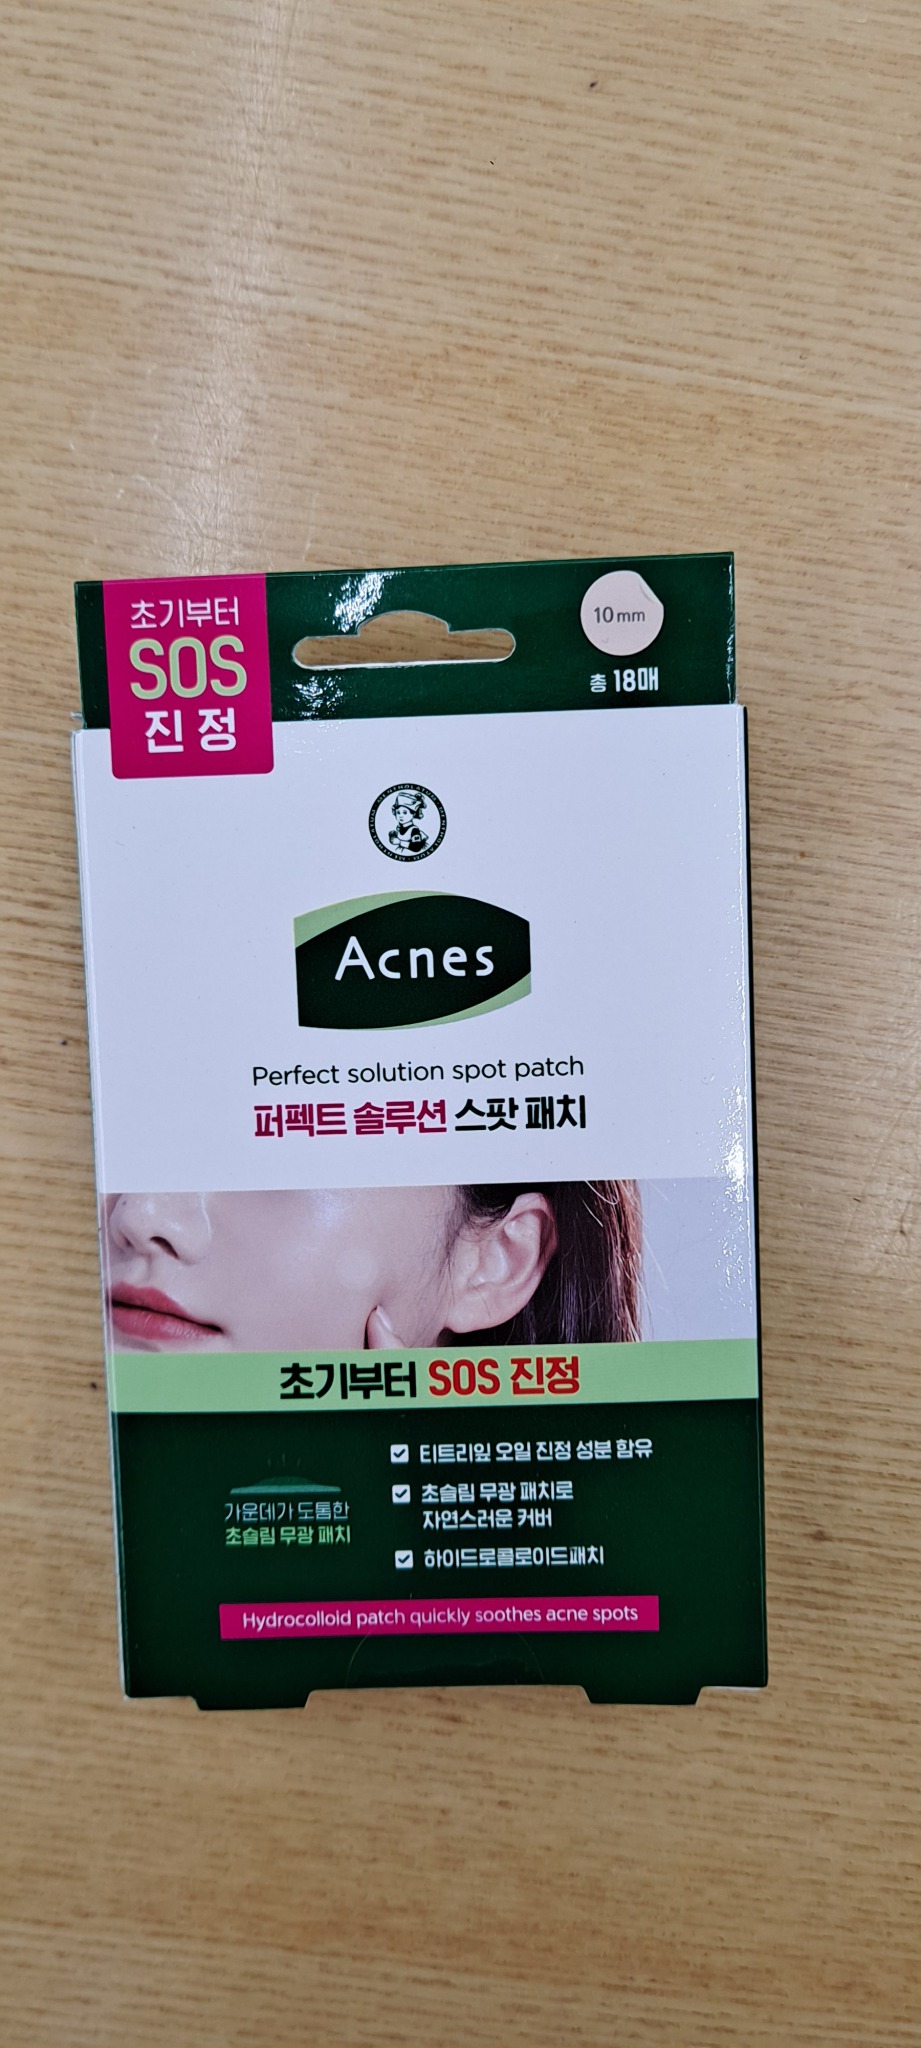 초기부터
SOS
진정
10mm
총 18매
MENTHOLATUM
Acnes
Perfect solution spot patch
퍼펙트 솔루션 스팟 패치
초기부터 SOS 진정
티트리잎 오일 진정 성분 함유
초슬림 무광 패치로
자연스러운 커버
하이드로콜로이드패치
가운데가 도톰한
초슬림 무광 패치
Hydrocolloid patch quickly soothes acne spots